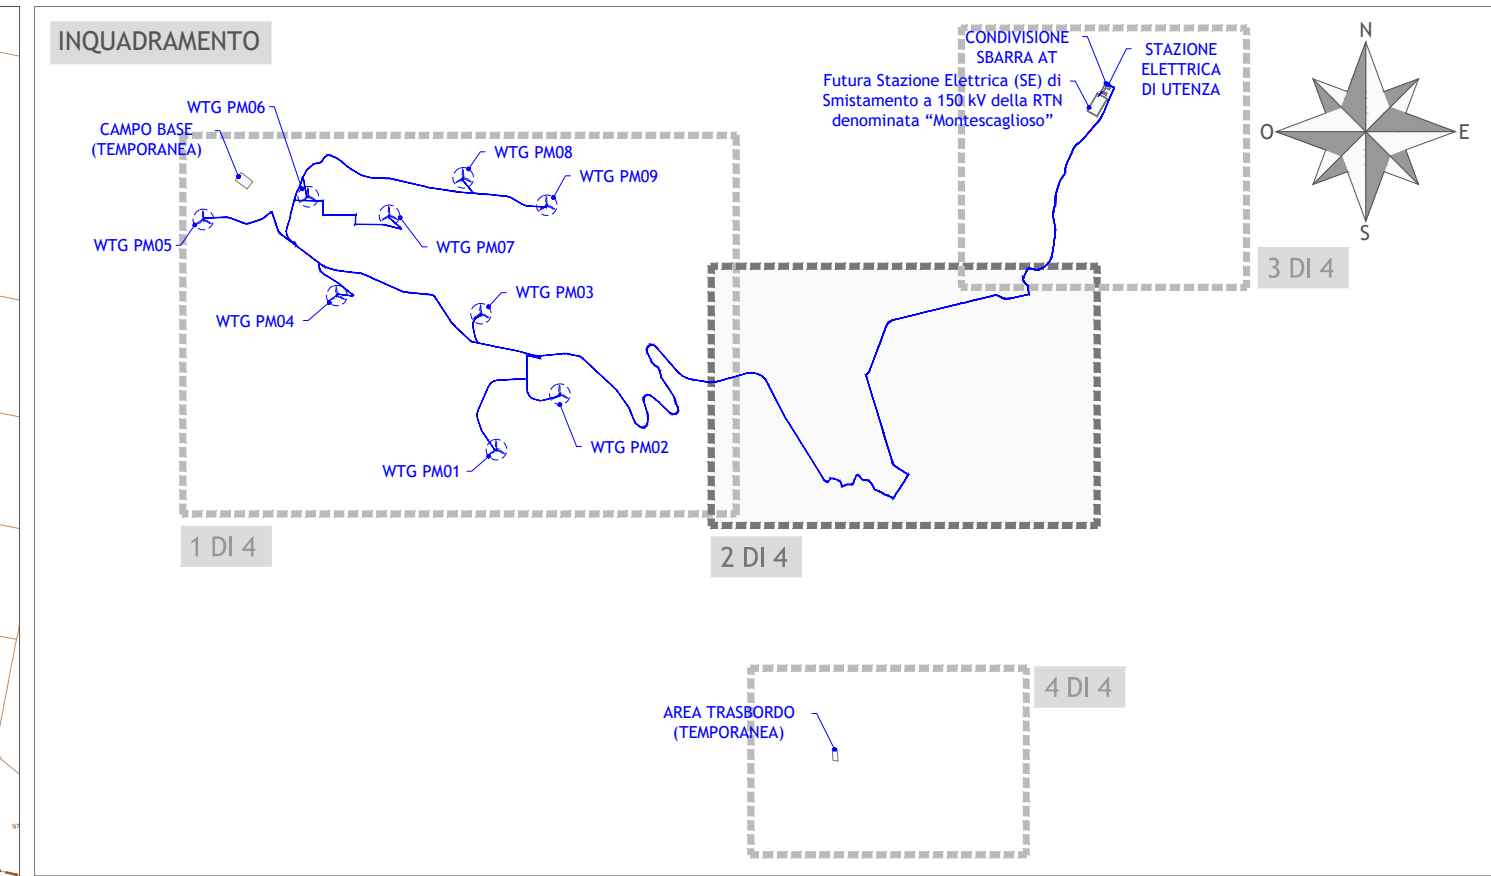 INQUADRAMENTO
N
O
E
S
CONDIVISIONE
SBARRA AT
STAZIONE
ELETTRICA
DI UTENZA
Futura Stazione Elettrica (SE) di
Smistamento a 150 kV della RTN
denominata “Montescaglioso”
WTG PM06
CAMPO BASE
(TEMPORANEA)
WTG PM08
WTG PM09
WTG PM05
WTG PM07
3 DI 4
WTG PM03
WTG PM04
WTG PM02
WTG PM01
1 DI 4
2 DI 4
4 DI 4
AREA TRASBORDO
(TEMPORANEA)